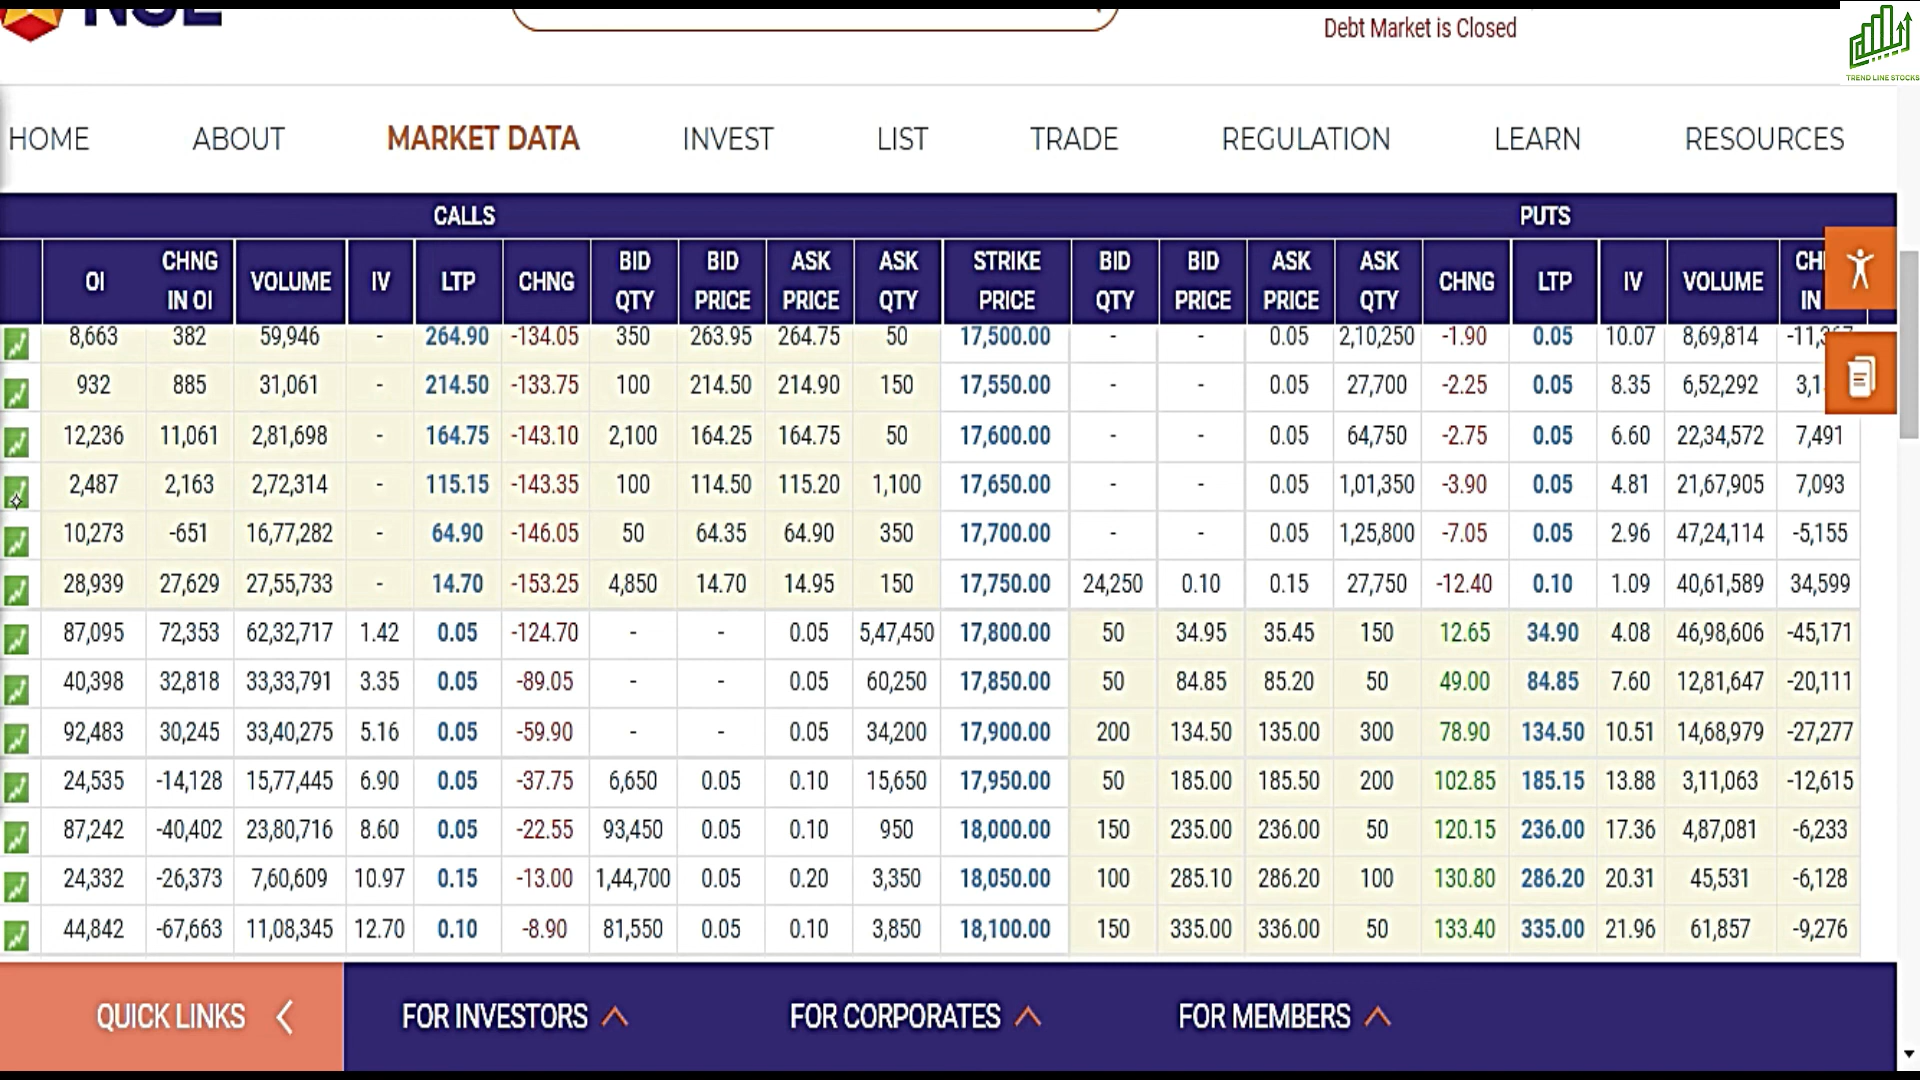 NSE
Debt Market is Closed
TREND LINE STOCKS
HOME ABOUT MARKET DATA INVEST LIST TRADE REGULATION LEARN RESOURCES
CALLS PUTS
OI CHNG IN OI VOLUME IV LTP CHNG BID QTY BID PRICE ASK PRICE ASK QTY STRIKE PRICE BID QTY BID PRICE ASK PRICE ASK QTY CHNG LTP IV VOLUME IN
8,663 382 59,946 - 264.90 -134.05 350 263.95 264.75 50 17,500.00 - - 0.05 2,10,250 -1.90 0.05 10.07 8,69,814
932 885 31,061 - 214.50 -133.75 100 214.50 214.90 150 17,550.00 - - 0.05 27,700 -2.25 0.05 8.35 6,52,292
12,236 11,061 2,81,698 - 164.75 -143.10 2,100 164.25 164.75 50 17,600.00 - - 0.05 64,750 -2.75 0.05 6.60 22,34,572 7,491
2,487 2,163 2,72,314 - 115.15 -143.35 100 114.50 115.20 1,100 17,650.00 - - 0.05 1,01,350 -3.90 0.05 4.81 21,67,905 7,093
10,273 -651 16,77,282 - 64.90 -146.05 50 64.35 64.90 350 17,700.00 - - 0.05 1,25,800 -7.05 0.05 2.96 47,24,114 -5,155
28,939 27,629 27,55,733 - 14.70 -153.25 4,850 14.70 14.95 150 17,750.00 24,250 0.10 0.15 27,750 -12.40 0.10 1.09 40,61,589 34,599
87,095 72,353 62,32,717 1.42 0.05 -124.70 - - 0.05 5,47,450 17,800.00 50 34.95 35.45 150 12.65 34.90 4.08 46,98,606 -45,171
40,398 32,818 33,33,791 3.35 0.05 -89.05 - - 0.05 60,250 17,850.00 50 84.85 85.20 50 49.00 84.85 7.60 12,81,647 -20,111
92,483 30,245 33,40,275 5.16 0.05 -59.90 - - 0.05 34,200 17,900.00 200 134.50 135.00 300 78.90 134.50 10.51 14,68,979 -27,277
24,535 -14,128 15,77,445 6.90 0.05 -37.75 6,650 0.05 0.10 15,650 17,950.00 50 185.00 185.50 200 102.85 185.15 13.88 3,11,063 -12,615
87,242 -40,402 23,80,716 8.60 0.05 -22.55 93,450 0.05 0.10 950 18,000.00 150 235.00 236.00 50 120.15 236.00 17.36 4,87,081 -6,233
24,332 -26,373 7,60,609 10.97 0.15 -13.00 1,44,700 0.05 0.20 3,350 18,050.00 100 285.10 286.20 100 130.80 286.20 20.31 45,531 -6,128
44,842 -67,663 11,08,345 12.70 0.10 -8.90 81,550 0.05 0.10 3,850 18,100.00 150 335.00 336.00 50 133.40 335.00 21.96 61,857 -9,276
QUICK LINKS FOR INVESTORS FOR CORPORATES FOR MEMBERS